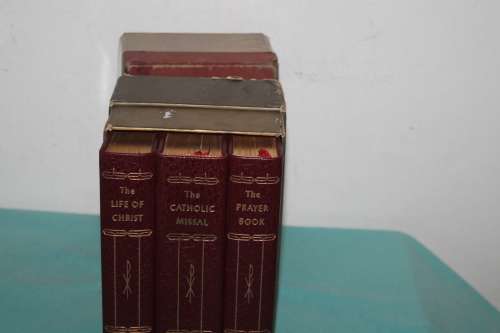 The
LIFE OF
CHRIST
The
CATHOLIC
MISSAL
The
PRAYER
BOOK